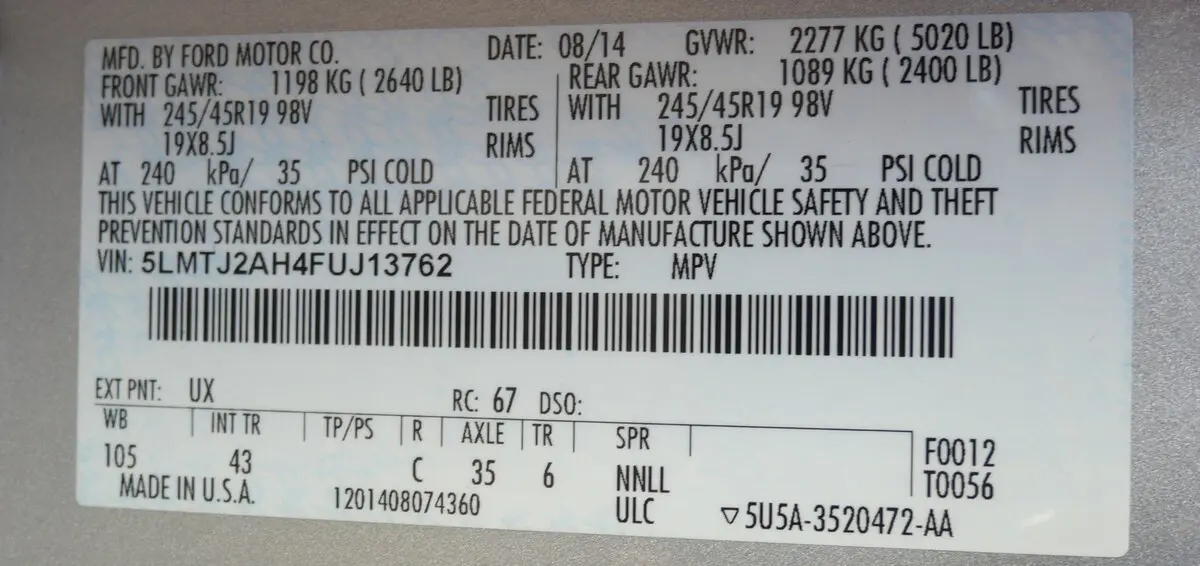 MFD. BY FORD MOTOR CO. DATE: 08/14 GVWR: 2277 KG ( 5020 LB)
FRONT GAWR: 1198 KG ( 2640 LB) REAR GAWR: 1089 KG ( 2400 LB)
WITH 245/45R19 98V TIRES WITH 245/45R19 98V TIRES
19X8.5J RIMS 19X8.5J RIMS
AT 240 kPa/ 35 PSI COLD AT 240 kPa/ 35 PSI COLD
THIS VEHICLE CONFORMS TO ALL APPLICABLE FEDERAL MOTOR VEHICLE SAFETY AND THEFT
PREVENTION STANDARDS IN EFFECT ON THE DATE OF MANUFACTURE SHOWN ABOVE.
VIN: 5LMTJ2AH4FUJ13762 TYPE: MPV
EXT PNT: UX RC: 67 DSO:
WB INT TR TP/PS R AXLE TR SPR
105 43 C 35 6 NNLL F0012
T0056
MADE IN U.S.A. 1201408074360 ULC ▽5U5A-3520472-AA